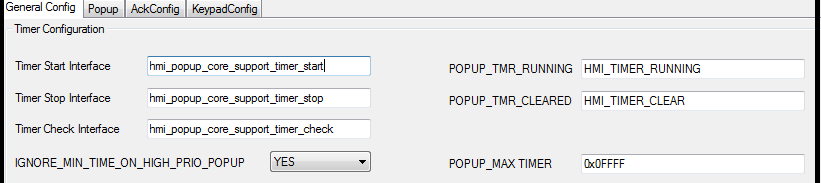 General Config Popup AckConfig KeypadConfig
Timer Configuration
Timer Start Interface hmi_popup_core_support_timer_start POPUP_TMR_RUNNING HMI_TIMER_RUNNING
Timer Stop Interface hmi_popup_core_support_timer_stop POPUP_TMR_CLEARED HMI_TIMER_CLEAR
Timer Check Interface hmi_popup_core_support_timer_check
IGNORE_MIN_TIME_ON_HIGH_PRIO_POPUP YES POPUP_MAX TIMER 0x0FFFF